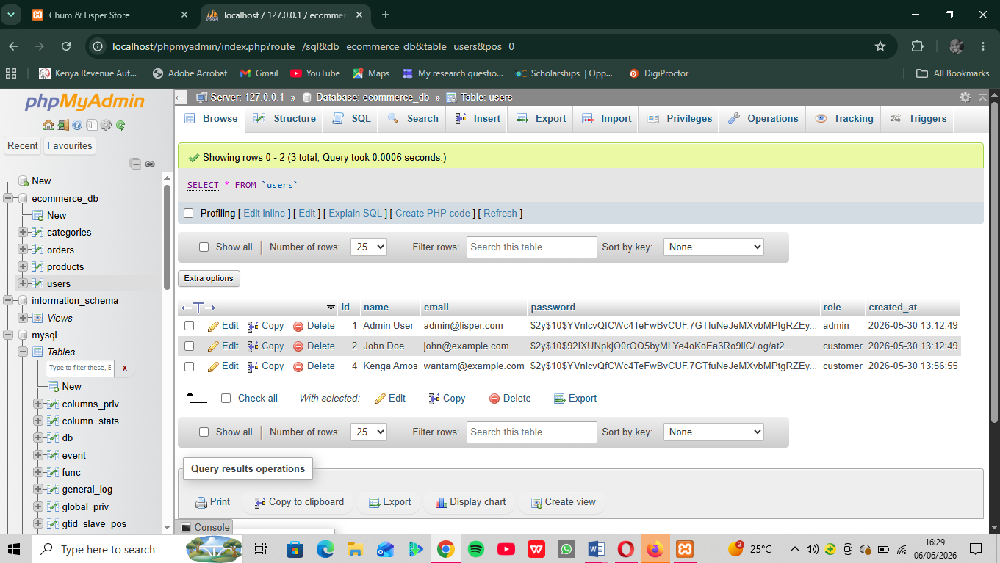 Chum & Lisper Store
localhost / 127.0.0.1 / ecomme
localhost/phpmyadmin/index.php?route=/sql&db=ecommerce_db&table=users&pos=0
Kenya Revenue Aut...
Adobe Acrobat
Gmail
YouTube
Maps
My research questio...
Scholarships | Opp...
DigiProctor
All Bookmarks
phpMyAdmin
Recent
Favourites
New
ecommerce_db
New
categories
orders
products
users
information_schema
Views
mysql
Tables
Type to filter these, E
x
New
columns_priv
column_stats
db
event
func
general_log
global_priv
gtid_slave_pos
Server: 127.0.0.1 » Database: ecommerce_db » Table: users
Browse
Structure
SQL
Search
Insert
Export
Import
Privileges
Operations
Tracking
Triggers
Showing rows 0 - 2 (3 total, Query took 0.0006 seconds.)
SELECT * FROM `users`
Profiling [ Edit inline ] [ Edit ] [ Explain SQL ] [ Create PHP code ] [ Refresh ]
Show all
Number of rows:
25
Filter rows:
Search this table
Sort by key:
None
Extra options
id name email password role created_at
Edit Copy Delete 1 Admin User admin@lisper.com $2y$10$YVnlcvQfCWc4TeFwBvCUF.7GTfuNeJeMXvbMPtgRZEy... admin 2026-05-30 13:12:49
Edit Copy Delete 2 John Doe john@example.com $2y$10$92IXUNpkjO0rOQ5byMi.Ye4oKoEa3Ro9llC/.og/at2... customer 2026-05-30 13:12:49
Edit Copy Delete 4 Kenga Amos wantam@example.com $2y$10$YVnlcvQfCWc4TeFwBvCUF.7GTfuNeJeMXvbMPtgRZEy... customer 2026-05-30 13:56:55
Check all
With selected:
Edit
Copy
Delete
Export
Show all
Number of rows:
25
Filter rows:
Search this table
Sort by key:
None
Query results operations
Print
Copy to clipboard
Export
Display chart
Create view
Console
Type here to search
2
25°C
16:29
06/06/2026